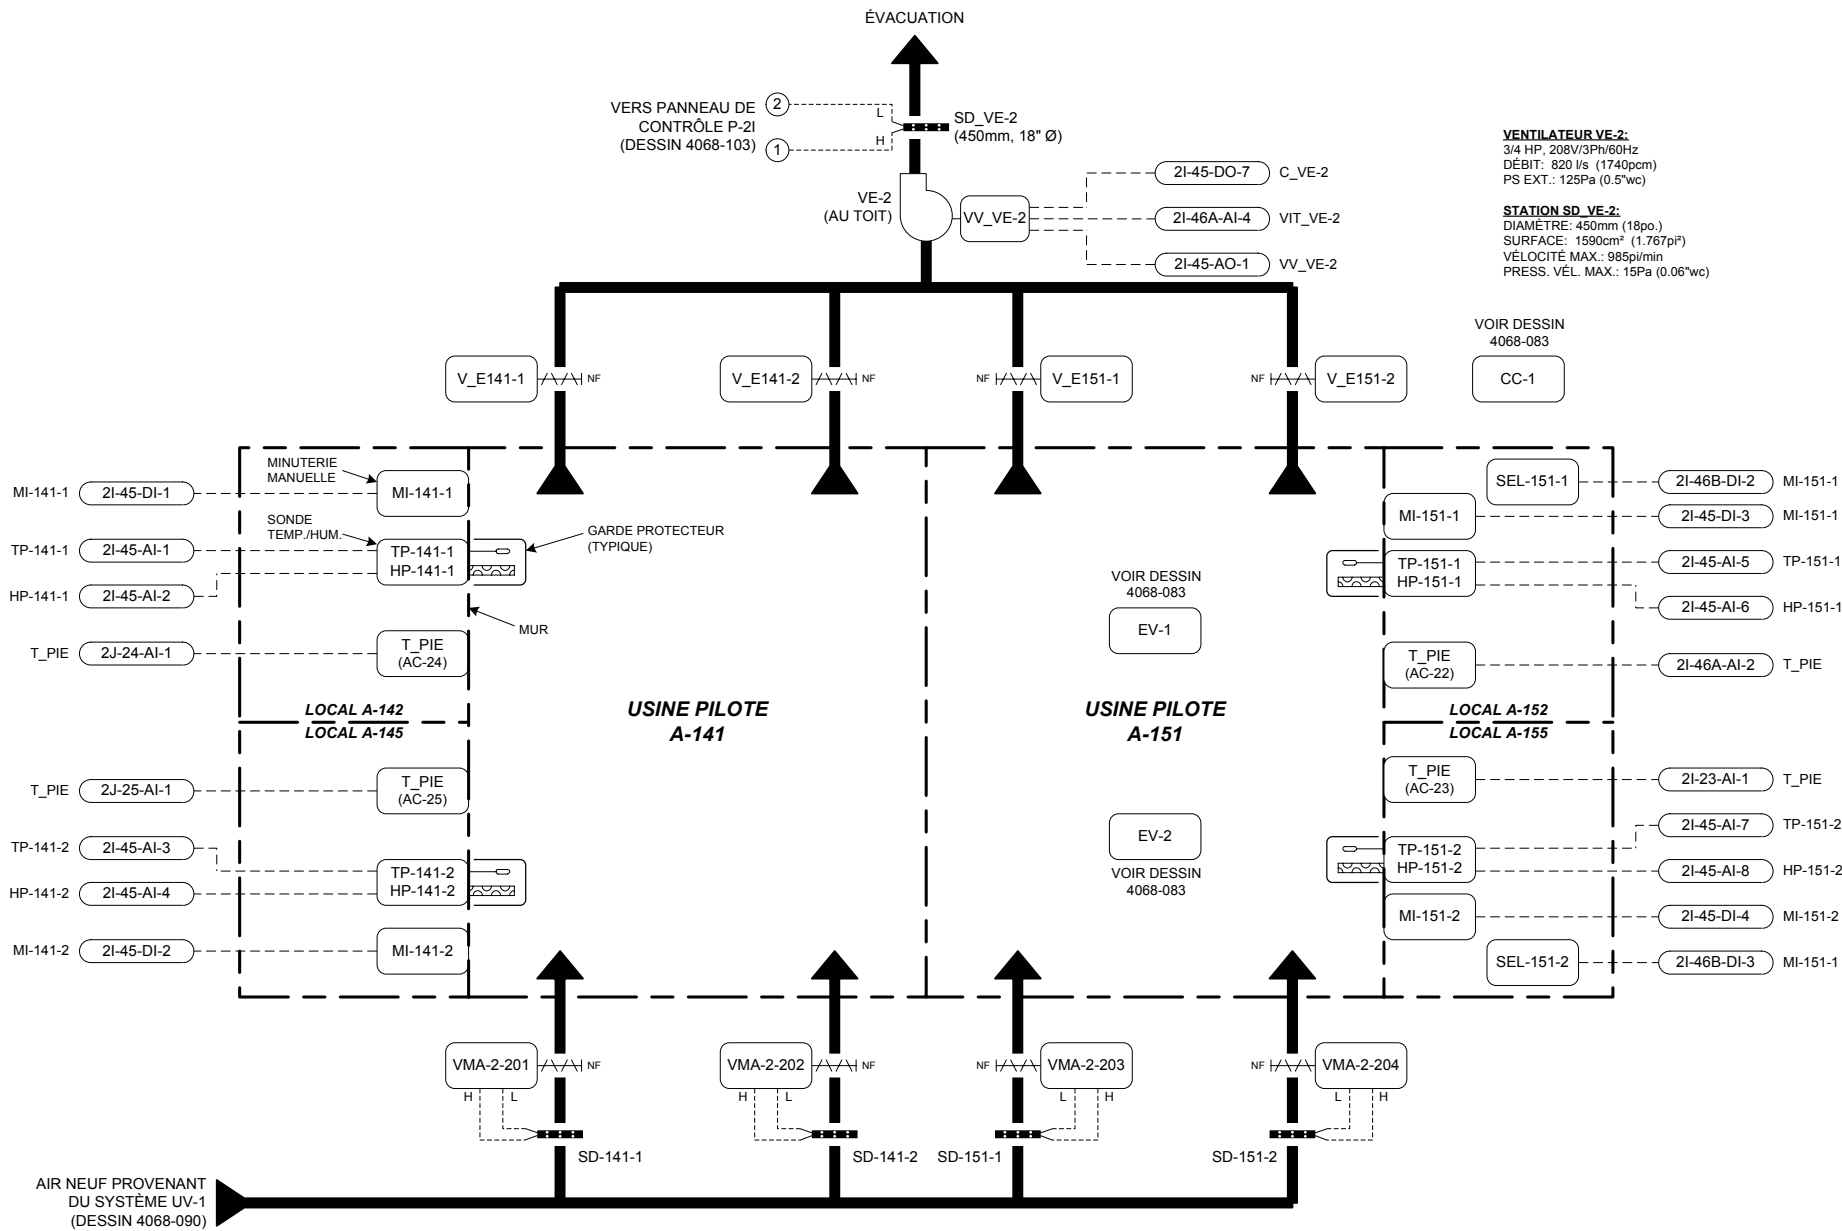 ÉVACUATION
VERS PANNEAU DE
CONTRÔLE P-2I
(DESSIN 4068-103)
2
1
L
H
SD_VE-2
(450mm, 18" Ø)
VE-2
(AU TOIT)
VV_VE-2
2I-45-DO-7 C_VE-2
2I-46A-AI-4 VIT_VE-2
2I-45-AO-1 VV_VE-2
VENTILATEUR VE-2:
3/4 HP, 208V/3Ph/60Hz
DÉBIT: 820 l/s (1740pcm)
PS EXT.: 125Pa (0.5"wc)
STATION SD_VE-2:
DIAMÈTRE: 450mm (18po.)
SURFACE: 1590cm² (1.767pi²)
VÉLOCITÉ MAX.: 985pi/min
PRESS. VÉL. MAX.: 15Pa (0.06"wc)
VOIR DESSIN
4068-083
CC-1
V_E141-1 NF
V_E141-2 NF
NF V_E151-1
NF V_E151-2
MI-141-1 2I-45-DI-1
MINUTERIE
MANUELLE
MI-141-1
TP-141-1 2I-45-AI-1
HP-141-1 2I-45-AI-2
SONDE
TEMP./HUM.
TP-141-1
HP-141-1
GARDE PROTECTEUR
(TYPIQUE)
MUR
T_PIE 2J-24-AI-1
T_PIE
(AC-24)
LOCAL A-142
LOCAL A-145
T_PIE 2J-25-AI-1
T_PIE
(AC-25)
TP-141-2 2I-45-AI-3
HP-141-2 2I-45-AI-4
TP-141-2
HP-141-2
MI-141-2 2I-45-DI-2
MI-141-2
USINE PILOTE
A-141
VOIR DESSIN
4068-083
EV-1
USINE PILOTE
A-151
EV-2
VOIR DESSIN
4068-083
SEL-151-1
2I-46B-DI-2 MI-151-1
MI-151-1
2I-45-DI-3 MI-151-1
TP-151-1
HP-151-1
2I-45-AI-5 TP-151-1
2I-45-AI-6 HP-151-1
T_PIE
(AC-22)
2I-46A-AI-2 T_PIE
LOCAL A-152
LOCAL A-155
T_PIE
(AC-23)
2I-23-AI-1 T_PIE
2I-45-AI-7 TP-151-2
TP-151-2
HP-151-2
2I-45-AI-8 HP-151-2
MI-151-2
2I-45-DI-4 MI-151-2
SEL-151-2
2I-46B-DI-3 MI-151-1
VMA-2-201 NF
H L
SD-141-1
VMA-2-202 NF
H L
SD-141-2
NF VMA-2-203
L H
SD-151-1
NF VMA-2-204
L H
SD-151-2
AIR NEUF PROVENANT
DU SYSTÈME UV-1
(DESSIN 4068-090)